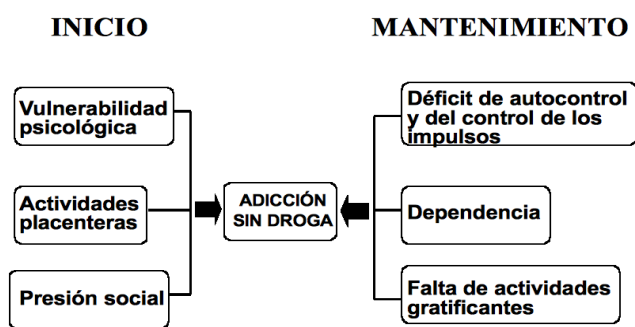 INICIO
MANTENIMIENTO
Vulnerabilidad
psicológica
Actividades
placenteras
Presión social
ADICCIÓN
SIN DROGA
Déficit de autocontrol
y del control de los
impulsos
Dependencia
Falta de actividades
gratificantes